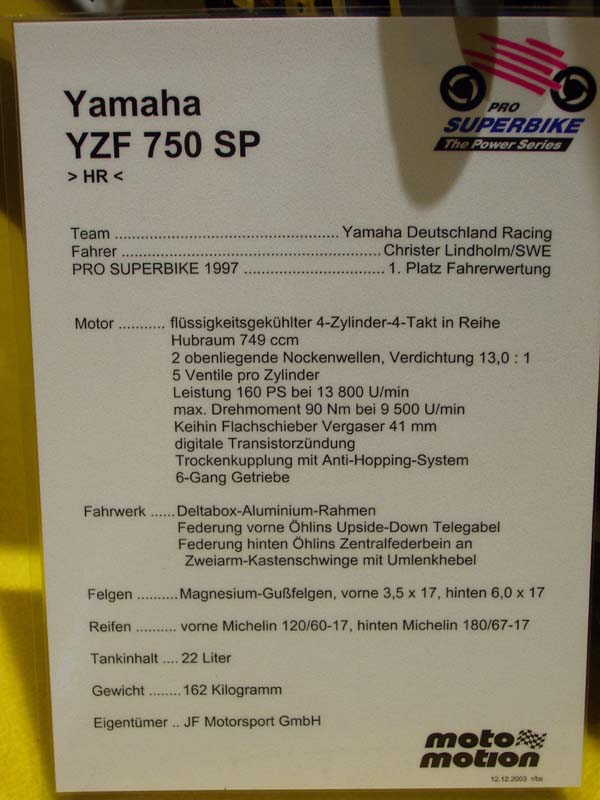 PRO
SUPERBIKE
The Power Series
Yamaha
YZF 750 SP
> HR <
Team ................................................... Yamaha Deutschland Racing
Fahrer ........................................................... Christer Lindholm/SWE
PRO SUPERBIKE 1997 ................................ 1. Platz Fahrerwertung
Motor ........... flüssigkeitsgekühlter 4-Zylinder-4-Takt in Reihe
Hubraum 749 ccm
2 obenliegende Nockenwellen, Verdichtung 13,0 : 1
5 Ventile pro Zylinder
Leistung 160 PS bei 13 800 U/min
max. Drehmoment 90 Nm bei 9 500 U/min
Keihin Flachschieber Vergaser 41 mm
digitale Transistorzündung
Trockenkupplung mit Anti-Hopping-System
6-Gang Getriebe
Fahrwerk ......Deltabox-Aluminium-Rahmen
Federung vorne Öhlins Upside-Down Telegabel
Federung hinten Öhlins Zentralfederbein an
Zweiarm-Kastenschwinge mit Umlenkhebel
Felgen ..........Magnesium-Gußfelgen, vorne 3,5 x 17, hinten 6,0 x 17
Reifen .......... vorne Michelin 120/60-17, hinten Michelin 180/67-17
Tankinhalt .... 22 Liter
Gewicht ........ 162 Kilogramm
Eigentümer .. JF Motorsport GmbH
moto
motion
12.12.2003 r/bs